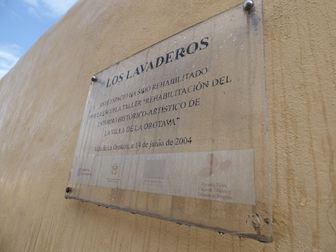 LOS LAVADEROS
ESTE ESPACIO HA SIDO REHABILITADO
POR LA ESCUELA TALLER "REHABILITACIÓN DEL
ENTORNO HISTÓRICO-ARTÍSTICO DE
LA VILLA DE LA OROTAVA"
Villa de La Orotava, a 14 de junio de 2004